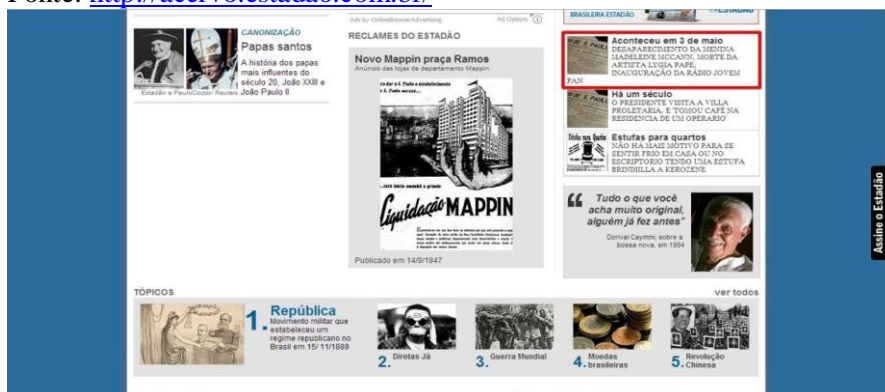 Fonte: http://acervo.estadao.com.br/
CANONIZAÇÃO
Papas santos
A história dos papas
mais influentes do
século 20, João XXIII e
João Paulo II
Estadão e PauloCocco/ Reuters
Ads by OnlineBrowserAdvertising
Ad Options
RECLAMES DO ESTADÃO
Novo Mappin praça Ramos
Anúncio das lojas de departamento Mappin
Liquidação MAPPIN
Publicado em 14/9/1947
BRASILEIRA ESTADÃO
Aconteceu em 3 de maio
DESAPARECIMENTO DA MENINA
MADELEINE MCCANN, MORTE DA
ARTISTA LYGIA PAPE,
INAUGURAÇÃO DA RÁDIO JOVEM
PAN
Há um século
O PRESIDENTE VISITA A VILLA
PROLETARIA. E TOMOU CAFÉ NA
RESIDENCIA DE UM OPERARIO
Estufas para quartos
NÃO HÁ MAIS MOTIVO PARA SE
SENTIR FRIO EM CASA OU NO
ESCRIPTORIO TENDO UMA ESTUFA
BRINDILLA A KEROZENE
Tudo o que você
acha muito original,
alguém já fez antes"
Dorival Caymmi, sobre a
bossa nova, em 1984
Assine o Estadão
TÓPICOS
ver todos
1. República
Movimento militar que
estabeleceu um
regime republicano no
Brasil em 15/ 11/1889
2. Diretas Já
3. Guerra Mundial
4. Moedas
brasileiras
5. Revolução
Chinesa